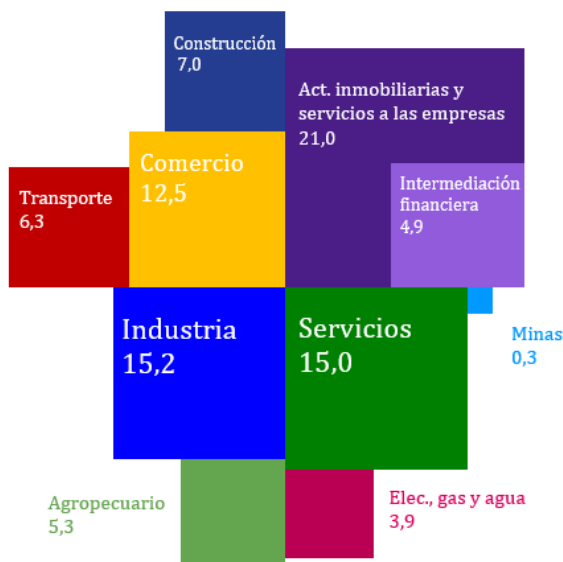 Construcción
7,0
Act. inmobiliarias y
servicios a las empresas
21,0
Comercio
12,5
Intermediación
financiera
4,9
Transporte
6,3
Industria
15,2
Servicios
15,0
Minas
0,3
Agropecuario
5,3
Elec., gas y agua
3,9